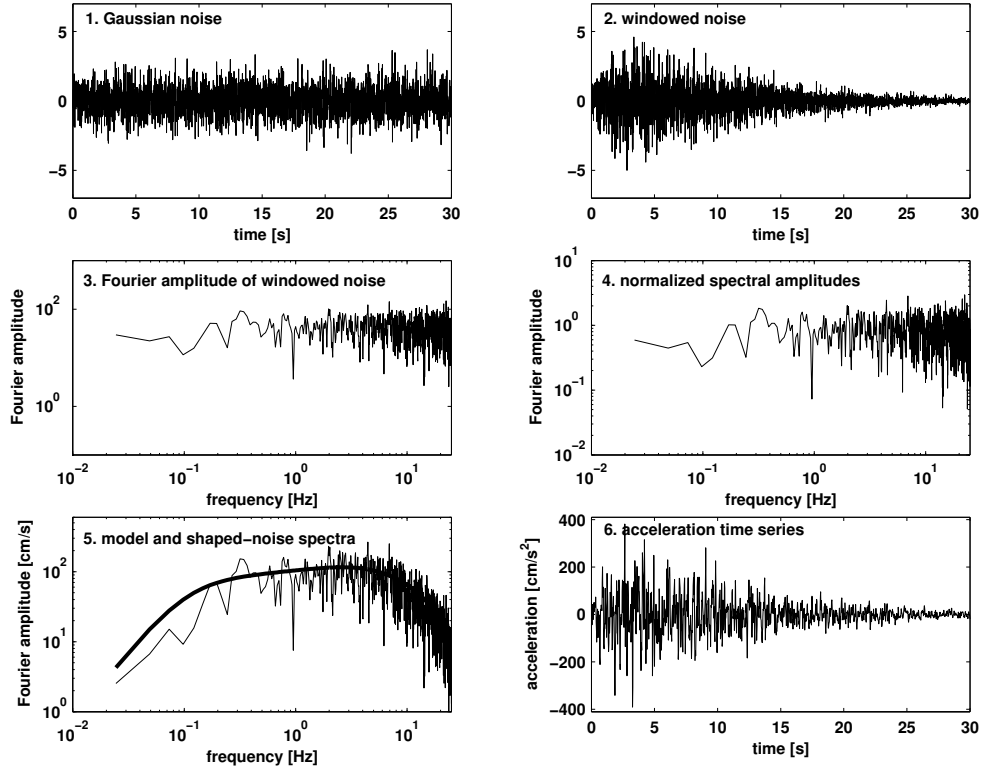 1. Gaussian noise
5
0
−5
0 5 10 15 20 25 30
time [s]
2. windowed noise
5
0
−5
0 5 10 15 20 25 30
time [s]
3. Fourier amplitude of windowed noise
Fourier amplitude
10^2
10^0
10^−2 10^−1 10^0 10^1
frequency [Hz]
4. normalized spectral amplitudes
Fourier amplitude
10^1
10^0
10^−1
10^−2
10^−2 10^−1 10^0 10^1
frequency [Hz]
5. model and shaped−noise spectra
Fourier amplitude [cm/s]
10^2
10^1
10^0
10^−2 10^−1 10^0 10^1
frequency [Hz]
6. acceleration time series
acceleration [cm/s^2]
400
200
0
−200
−400
0 5 10 15 20 25 30
time [s]